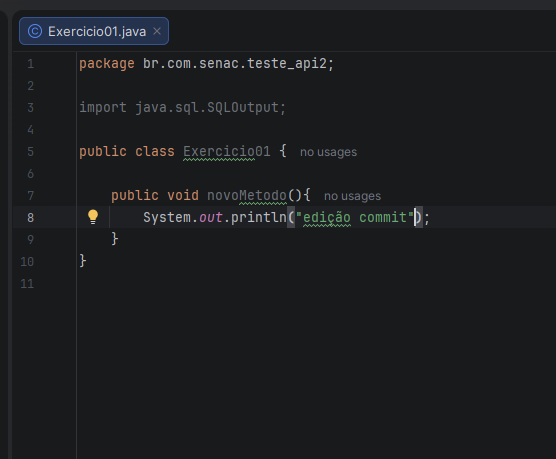 Exercicio01.java
1 package br.com.senac.teste_api2;
2
3 import java.sql.SQLOutput;
4
5 public class Exercicio01 { no usages
6
7 public void novoMetodo(){ no usages
8 System.out.println("edição commit");
9 }
10 }
11